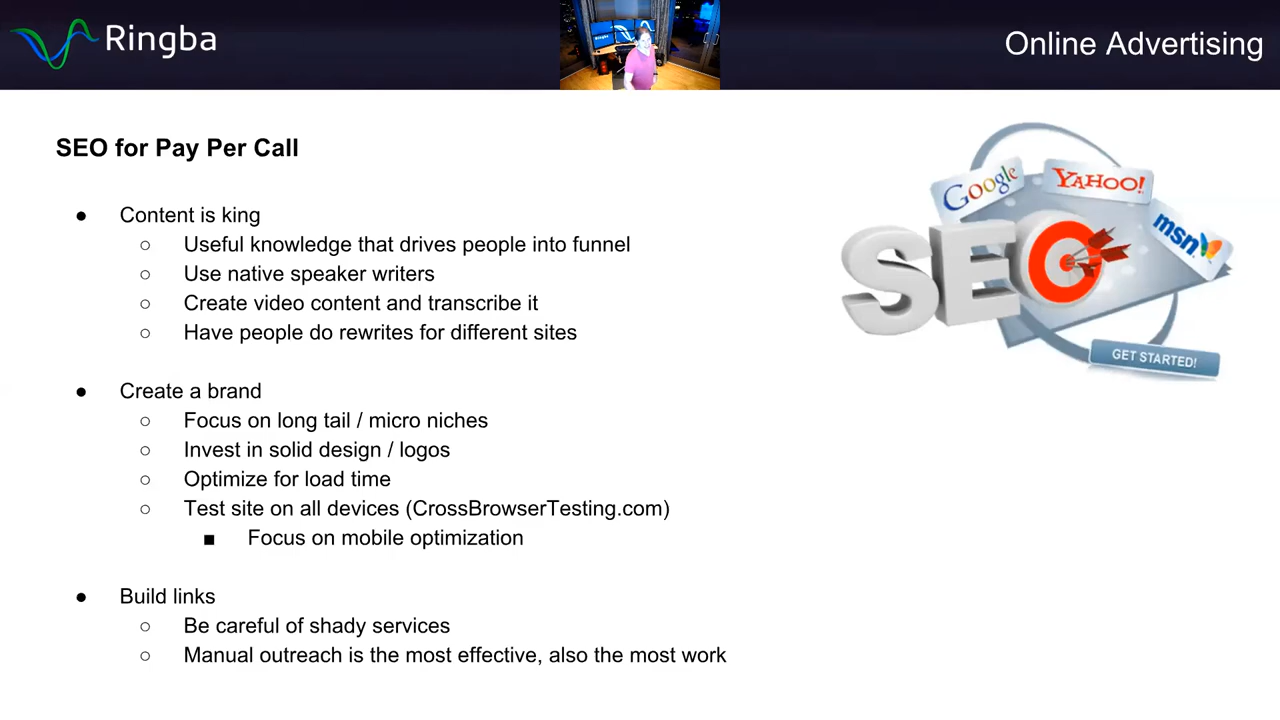 Ringba
Online Advertising
SEO for Pay Per Call
● Content is king
○ Useful knowledge that drives people into funnel
○ Use native speaker writers
○ Create video content and transcribe it
○ Have people do rewrites for different sites
● Create a brand
○ Focus on long tail / micro niches
○ Invest in solid design / logos
○ Optimize for load time
○ Test site on all devices (CrossBrowserTesting.com)
■ Focus on mobile optimization
● Build links
○ Be careful of shady services
○ Manual outreach is the most effective, also the most work
Google
YAHOO!
msn
SEO
GET STARTED!
Ringba